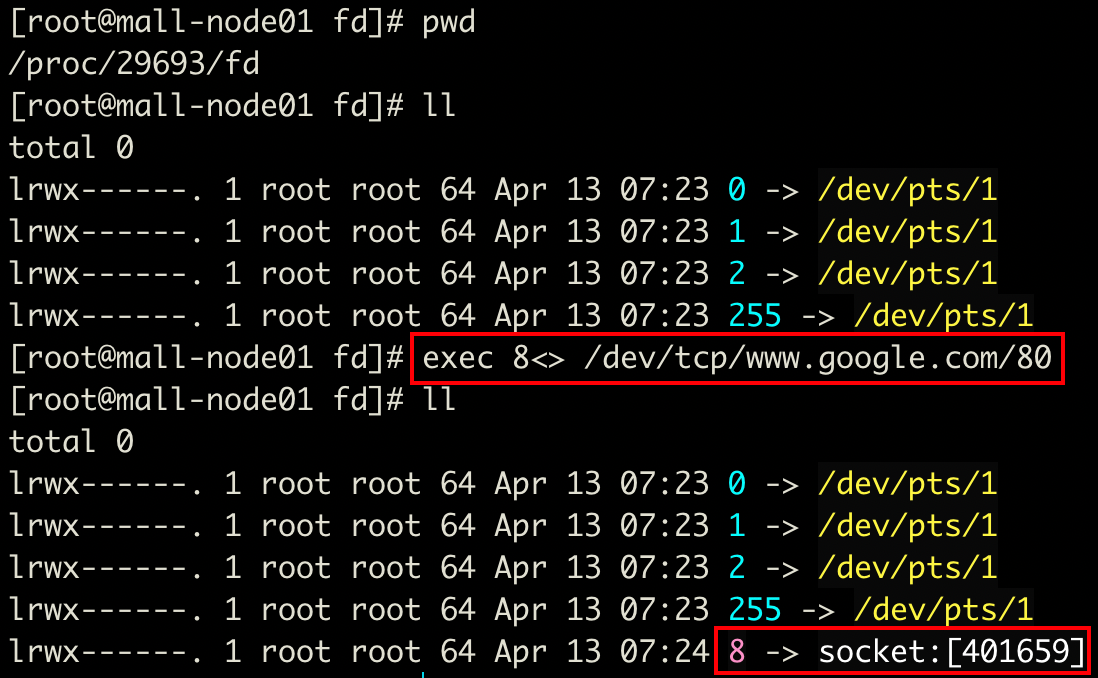 [root@mall-node01 fd]# pwd
/proc/29693/fd
[root@mall-node01 fd]# ll
total 0
lrwx------. 1 root root 64 Apr 13 07:23 0 -> /dev/pts/1
lrwx------. 1 root root 64 Apr 13 07:23 1 -> /dev/pts/1
lrwx------. 1 root root 64 Apr 13 07:23 2 -> /dev/pts/1
lrwx------. 1 root root 64 Apr 13 07:23 255 -> /dev/pts/1
[root@mall-node01 fd]# exec 8<> /dev/tcp/www.google.com/80
[root@mall-node01 fd]# ll
total 0
lrwx------. 1 root root 64 Apr 13 07:23 0 -> /dev/pts/1
lrwx------. 1 root root 64 Apr 13 07:23 1 -> /dev/pts/1
lrwx------. 1 root root 64 Apr 13 07:23 2 -> /dev/pts/1
lrwx------. 1 root root 64 Apr 13 07:23 255 -> /dev/pts/1
lrwx------. 1 root root 64 Apr 13 07:24 8 -> socket:[401659]